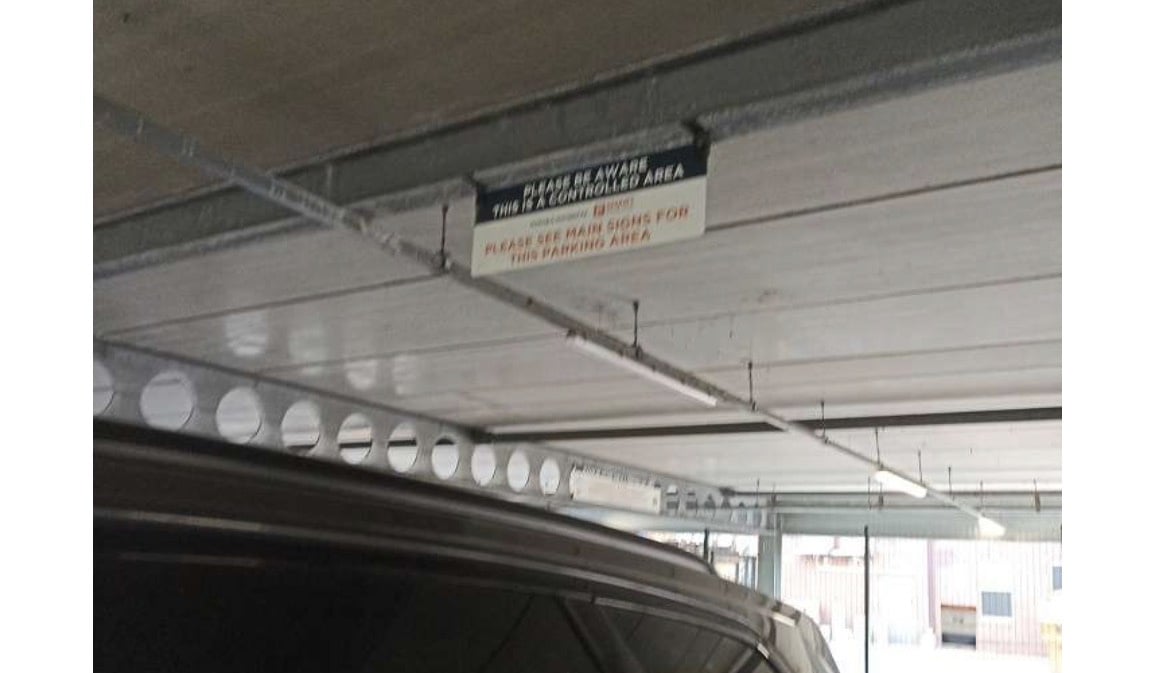 PLEASE BE AWARE
THIS IS A CONTROLLED AREA
PLEASE SEE MAIN SIGNS FOR
THIS PARKING AREA